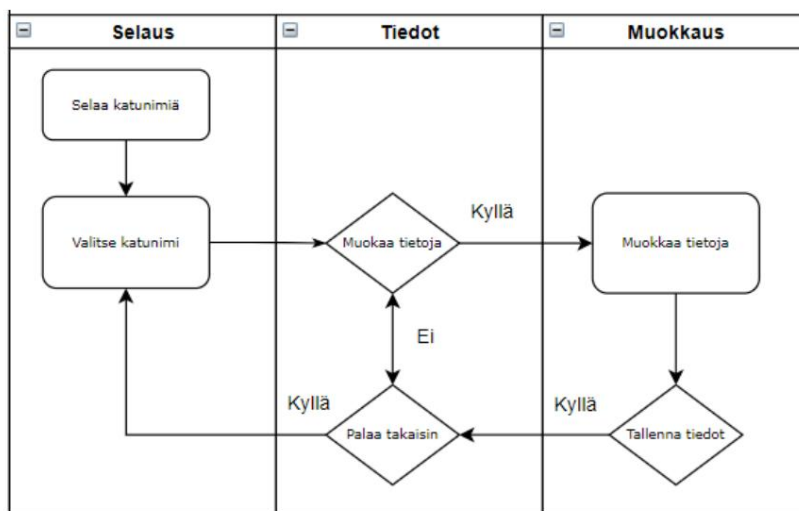 Selaus
Tiedot
Muokkaus
Selaa katunimiä
Valitse katunimi
Muokaa tietoja
Kyllä
Muokkaa tietoja
Ei
Kyllä
Palaa takaisin
Kyllä
Tallenna tiedot